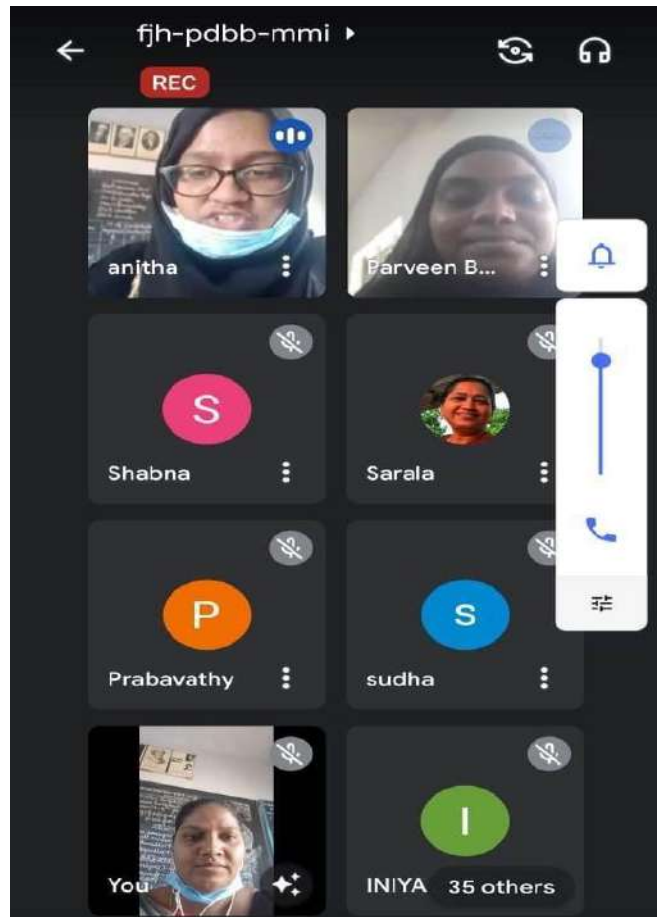 fjh-pdbb-mmi
REC
anitha
Parveen B...
S
Shabna
Sarala
P
Prabavathy
s
sudha
You
I
INIYA
35 others